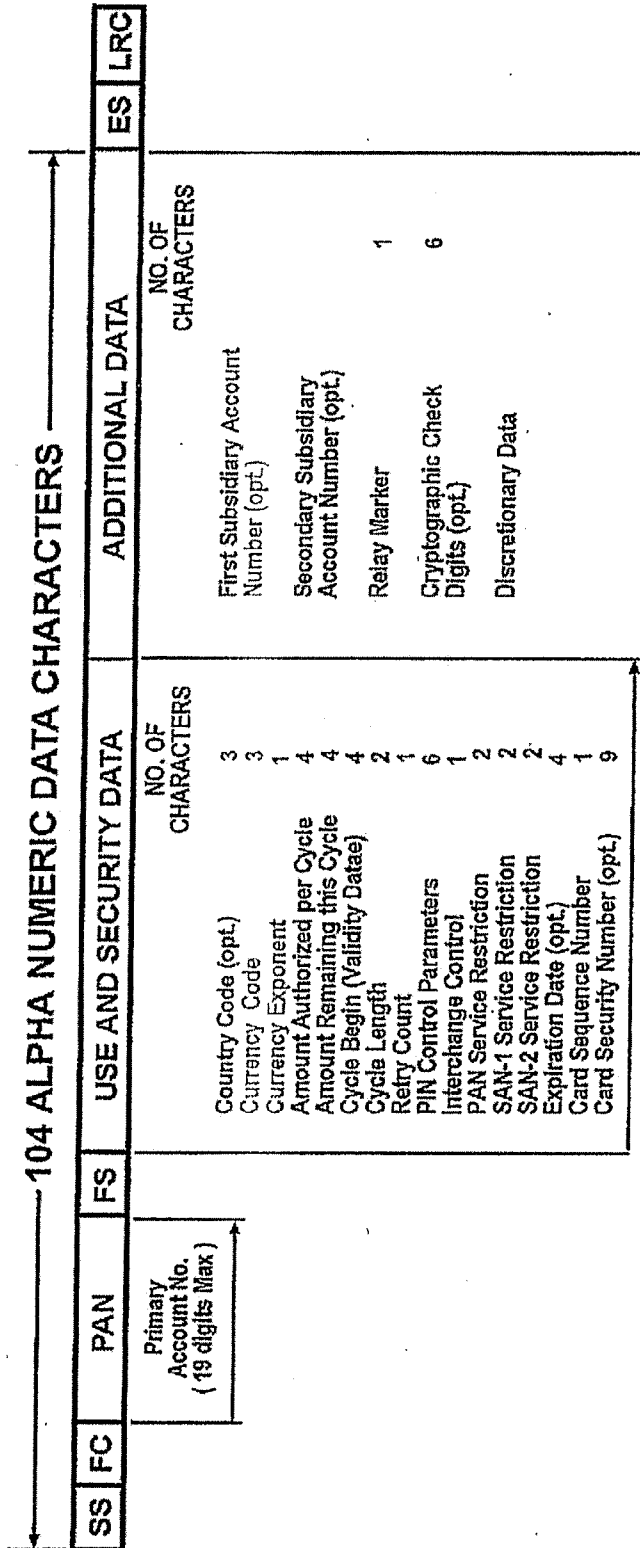 104 ALPHA NUMERIC DATA CHARACTERS
SS FC PAN FS USE AND SECURITY DATA ADDITIONAL DATA ES LRC
Primary
Account No.
( 19 digits Max )
NO. OF
CHARACTERS
Country Code (opt.) 3
Currency Code 3
Currency Exponent 1
Amount Authorized per Cycle 4
Amount Remaining this Cycle 4
Cycle Begin (Validity Datae) 4
Cycle Length 2
Retry Count 1
PIN Control Parameters 6
Interchange Control 1
PAN Service Restriction 2
SAN-1 Service Restriction 2
SAN-2 Service Restriction 2
Expiration Date (opt.) 4
Card Sequence Number 1
Card Security Number (opt.) 9
NO. OF
CHARACTERS
First Subsidiary Account
Number (opt.)
Secondary Subsidiary
Account Number (opt.)
Relay Marker 1
Cryptographic Check
Digits (opt.) 6
Discretionary Data